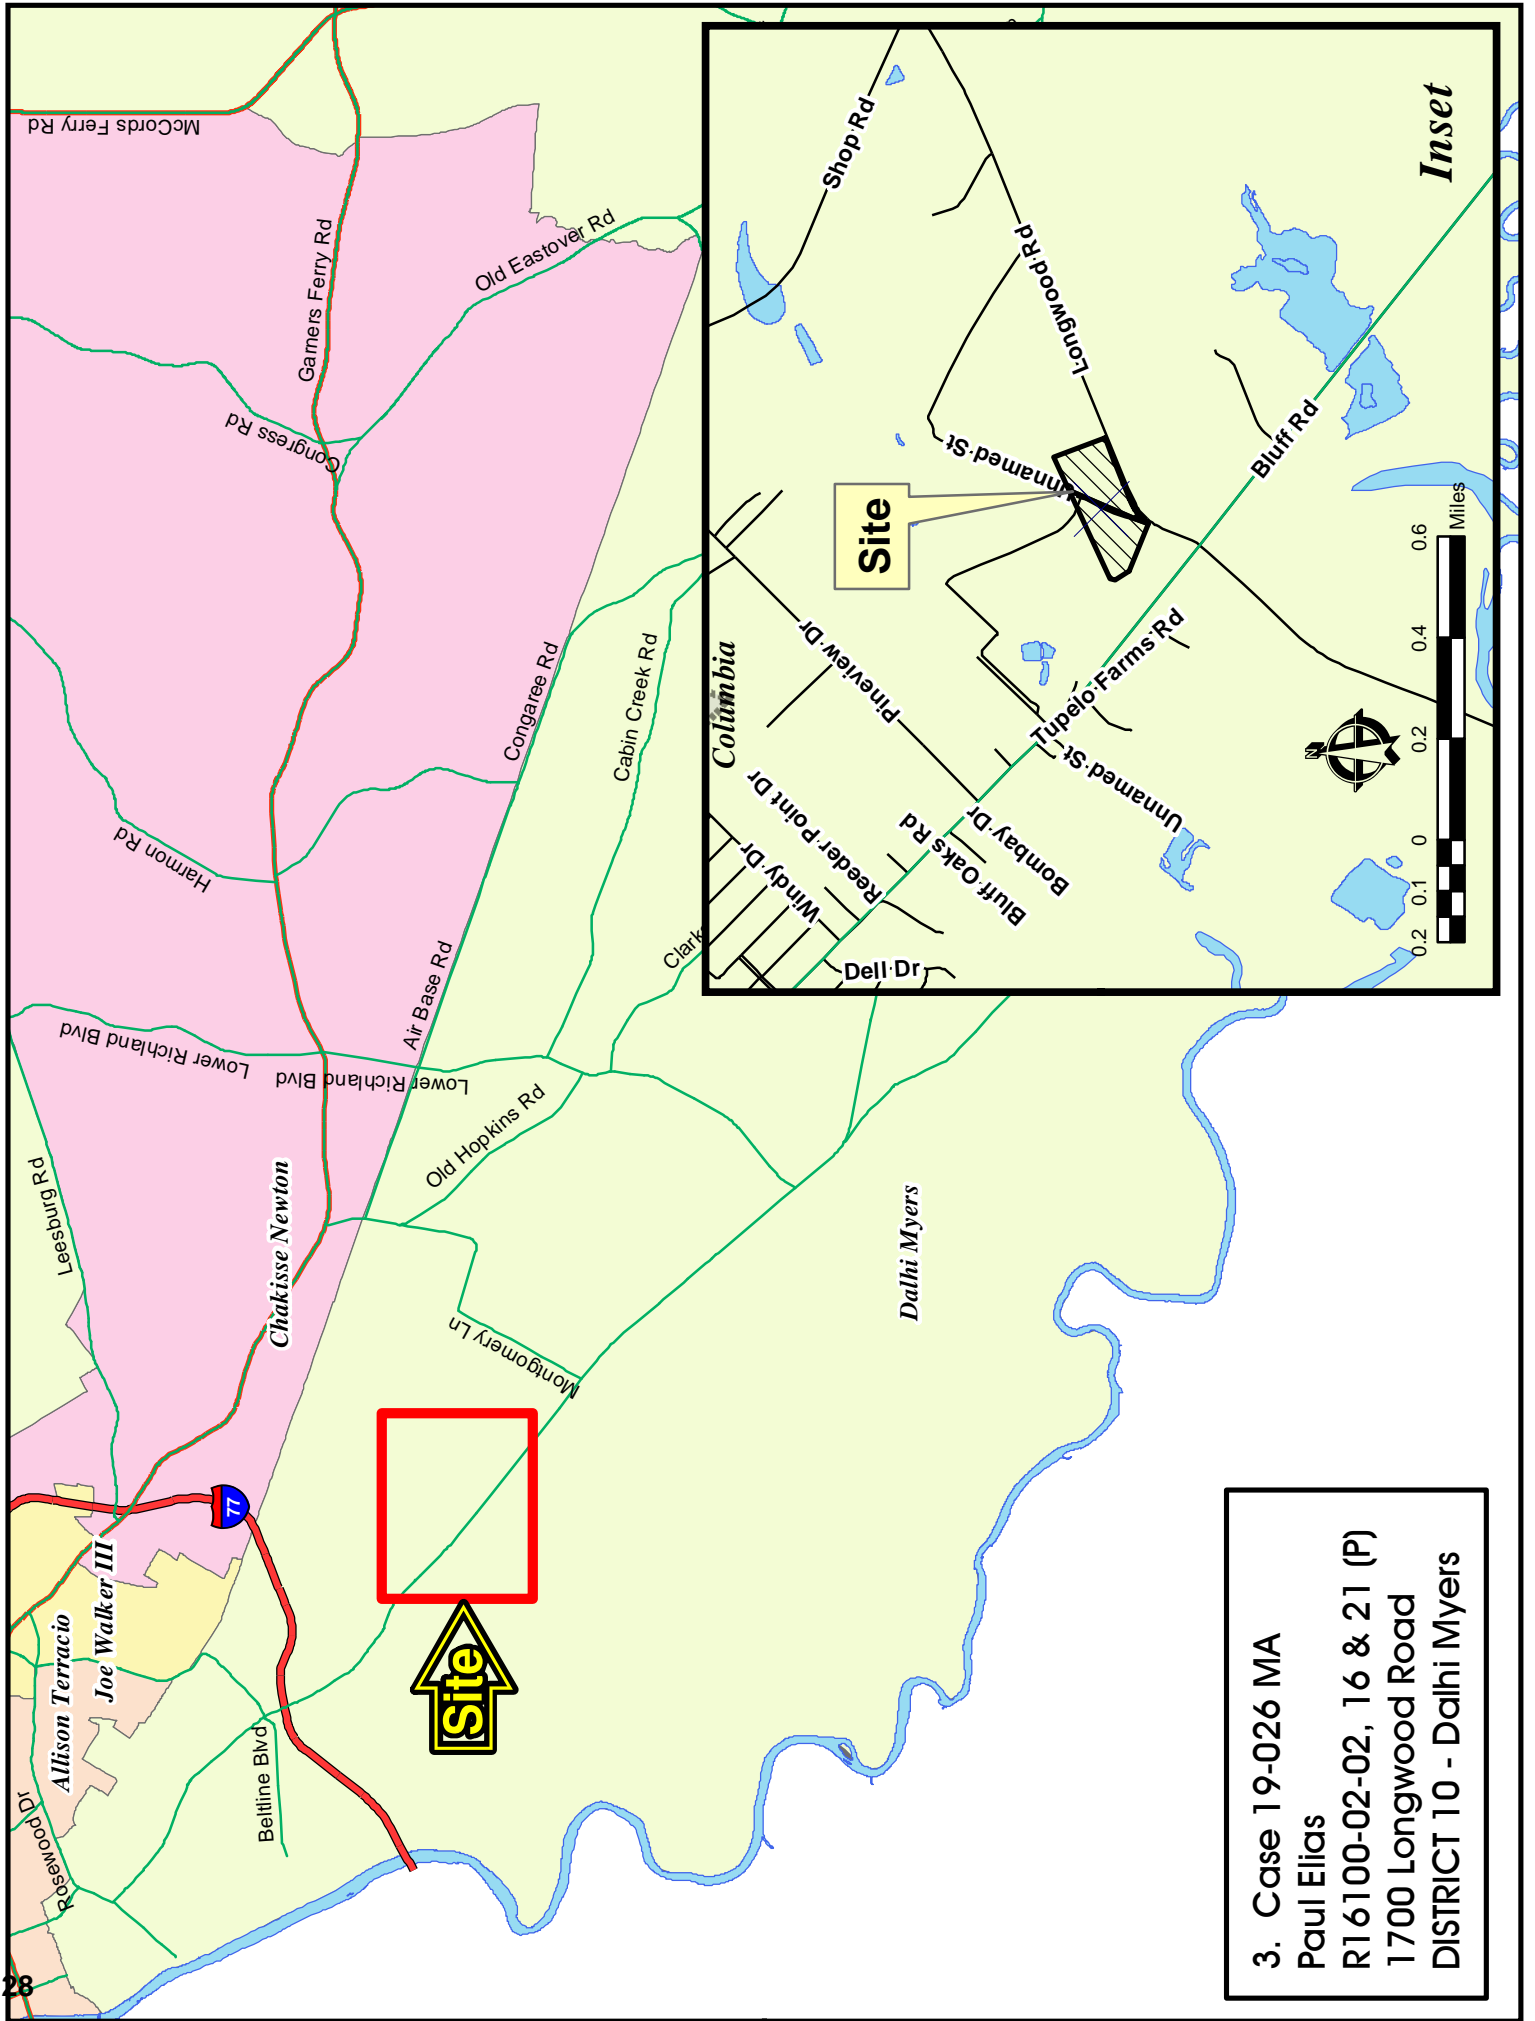 28
Rosewood Dr
Allison Terracio
Joe Walker III
Leesburg Rd
Lower Richland Blvd
Harmon Rd
Congress Rd
McCords Ferry Rd
77
Chakisse Newton
Lower Richland Blvd
Garners Ferry Rd
Old Eastover Rd
Beltline Blvd
Air Base Rd
Congaree Rd
Old Hopkins Rd
Cabin Creek Rd
Site
Montgomery Ln
Dalhi Myers
Columbia
Windy Dr
Reeder Point Dr
Pineview Dr
Shop Rd
Site
Unnamed St
Longwood Rd
Dell Dr
Bluff Oaks Rd
Bombay Dr
Tupelo Farms Rd
Unnamed St
Bluff Rd
Inset
0.2 0.1 0 0.2 0.4 0.6
Miles
N
3. Case 19-026 MA
Paul Elias
R16100-02-02, 16 & 21 (P)
1700 Longwood Road
DISTRICT 10 - Dalhi Myers